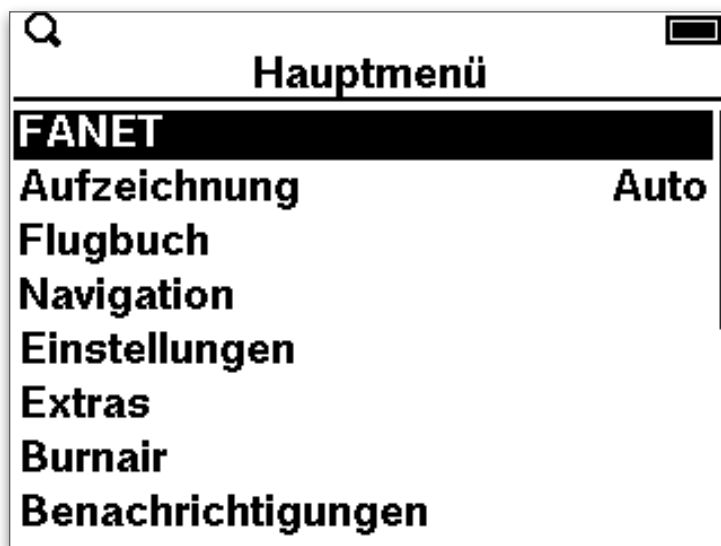 Hauptmenü
FANET
Aufzeichnung Auto
Flugbuch
Navigation
Einstellungen
Extras
Burnair
Benachrichtigungen